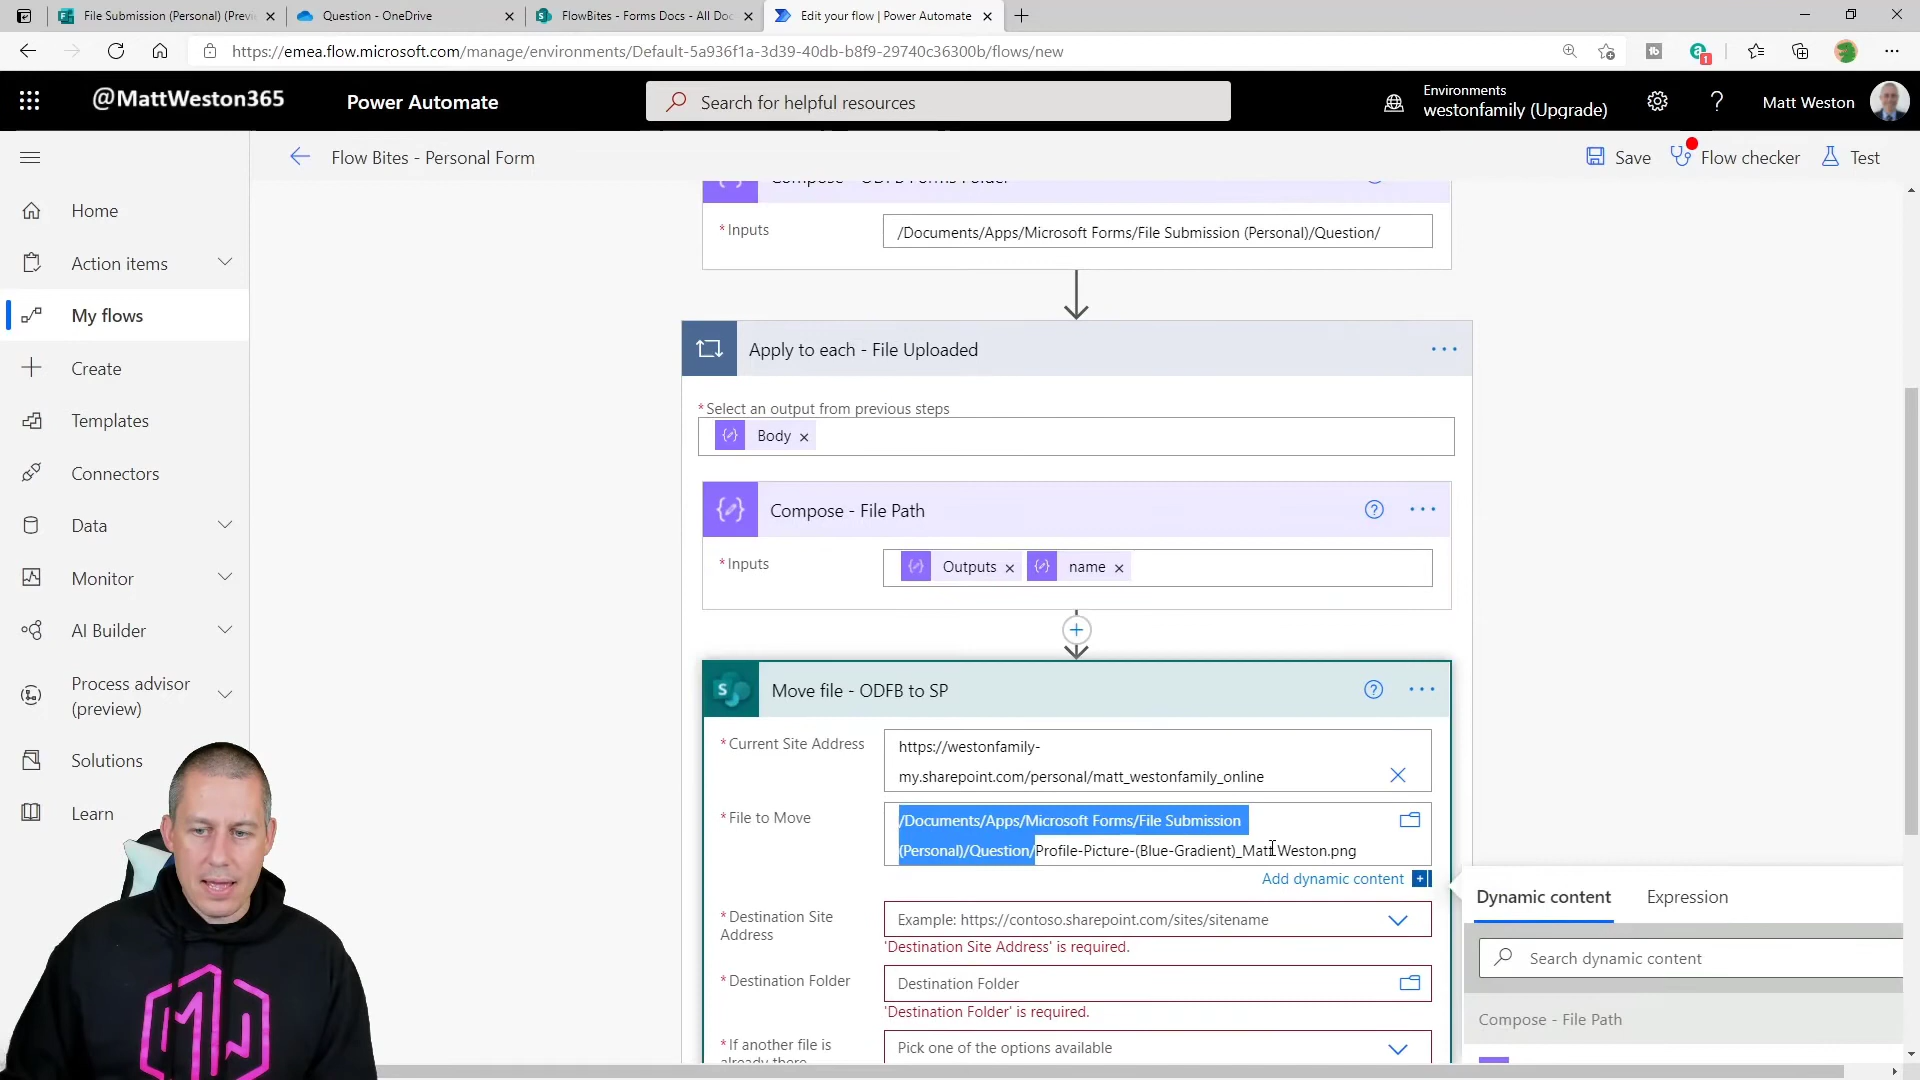 File Submission (Personal) (Previ
Question - OneDrive
FlowBites - Forms Docs - All Doc
Edit your flow | Power Automate
https://emea.flow.microsoft.com/manage/environments/Default-5a936f1a-3d39-40db-b8f9-29740c36300b/flows/new
@MattWeston365
Power Automate
Search for helpful resources
Environments
westonfamily (Upgrade)
Matt Weston
Flow Bites - Personal Form
Save
Flow checker
Test
Home
Action items
My flows
Create
Templates
Connectors
Data
Monitor
AI Builder
Process advisor
(preview)
Solutions
Learn
Compose - ODFB Forms Folder
* Inputs
/Documents/Apps/Microsoft Forms/File Submission (Personal)/Question/
Apply to each - File Uploaded
* Select an output from previous steps
Body
Compose - File Path
* Inputs
Outputs
name
Move file - ODFB to SP
* Current Site Address
https://westonfamily-
my.sharepoint.com/personal/matt_westonfamily_online
* File to Move
/Documents/Apps/Microsoft Forms/File Submission
(Personal)/Question/Profile-Picture-(Blue-Gradient)_Matt Weston.png
Add dynamic content
* Destination Site
Address
Example: https://contoso.sharepoint.com/sites/sitename
'Destination Site Address' is required.
* Destination Folder
Destination Folder
'Destination Folder' is required.
* If another file is
already there
Pick one of the options available
Dynamic content
Expression
Search dynamic content
Compose - File Path